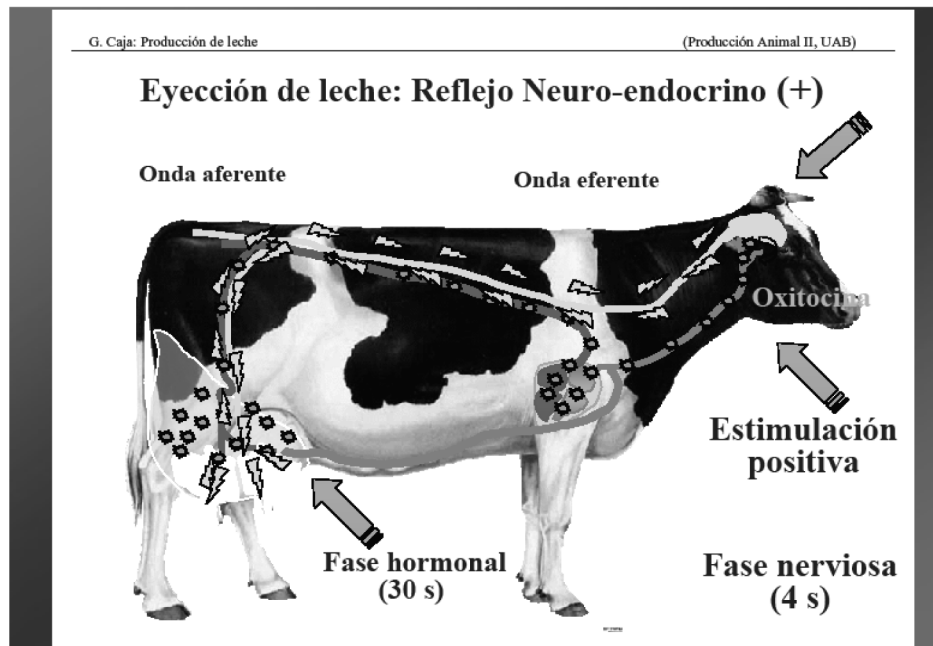 G. Caja: Producción de leche
(Producción Animal II, UAB)
Eyección de leche: Reflejo Neuro-endocrino (+)
Onda aferente
Onda eferente
Oxitocina
Estimulación
positiva
Fase hormonal
(30 s)
Fase nerviosa
(4 s)